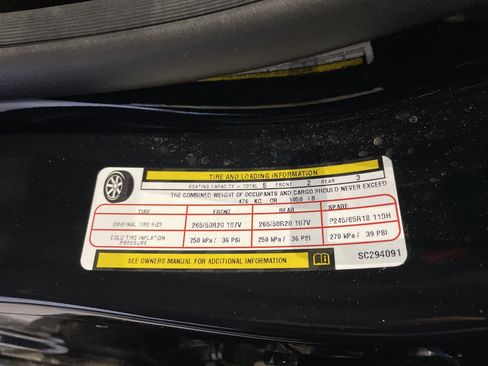 TIRE AND LOADING INFORMATION
SEATING CAPACITY - TOTAL 5 FRONT 2 REAR 3
THE COMBINED WEIGHT OF OCCUPANTS AND CARGO SHOULD NEVER EXCEED
476 KG OR 1050 LB
TIRE FRONT REAR SPARE
ORIGINAL TIRE SIZE 265/50R20 107V 265/50R20 107V P245/65R18 110H
COLD TIRE INFLATION PRESSURE 250 kPa / 36 PSI 250 kPa / 36 PSI 270 kPa / 39 PSI
SEE OWNERS MANUAL FOR ADDITIONAL INFORMATION
SC294091